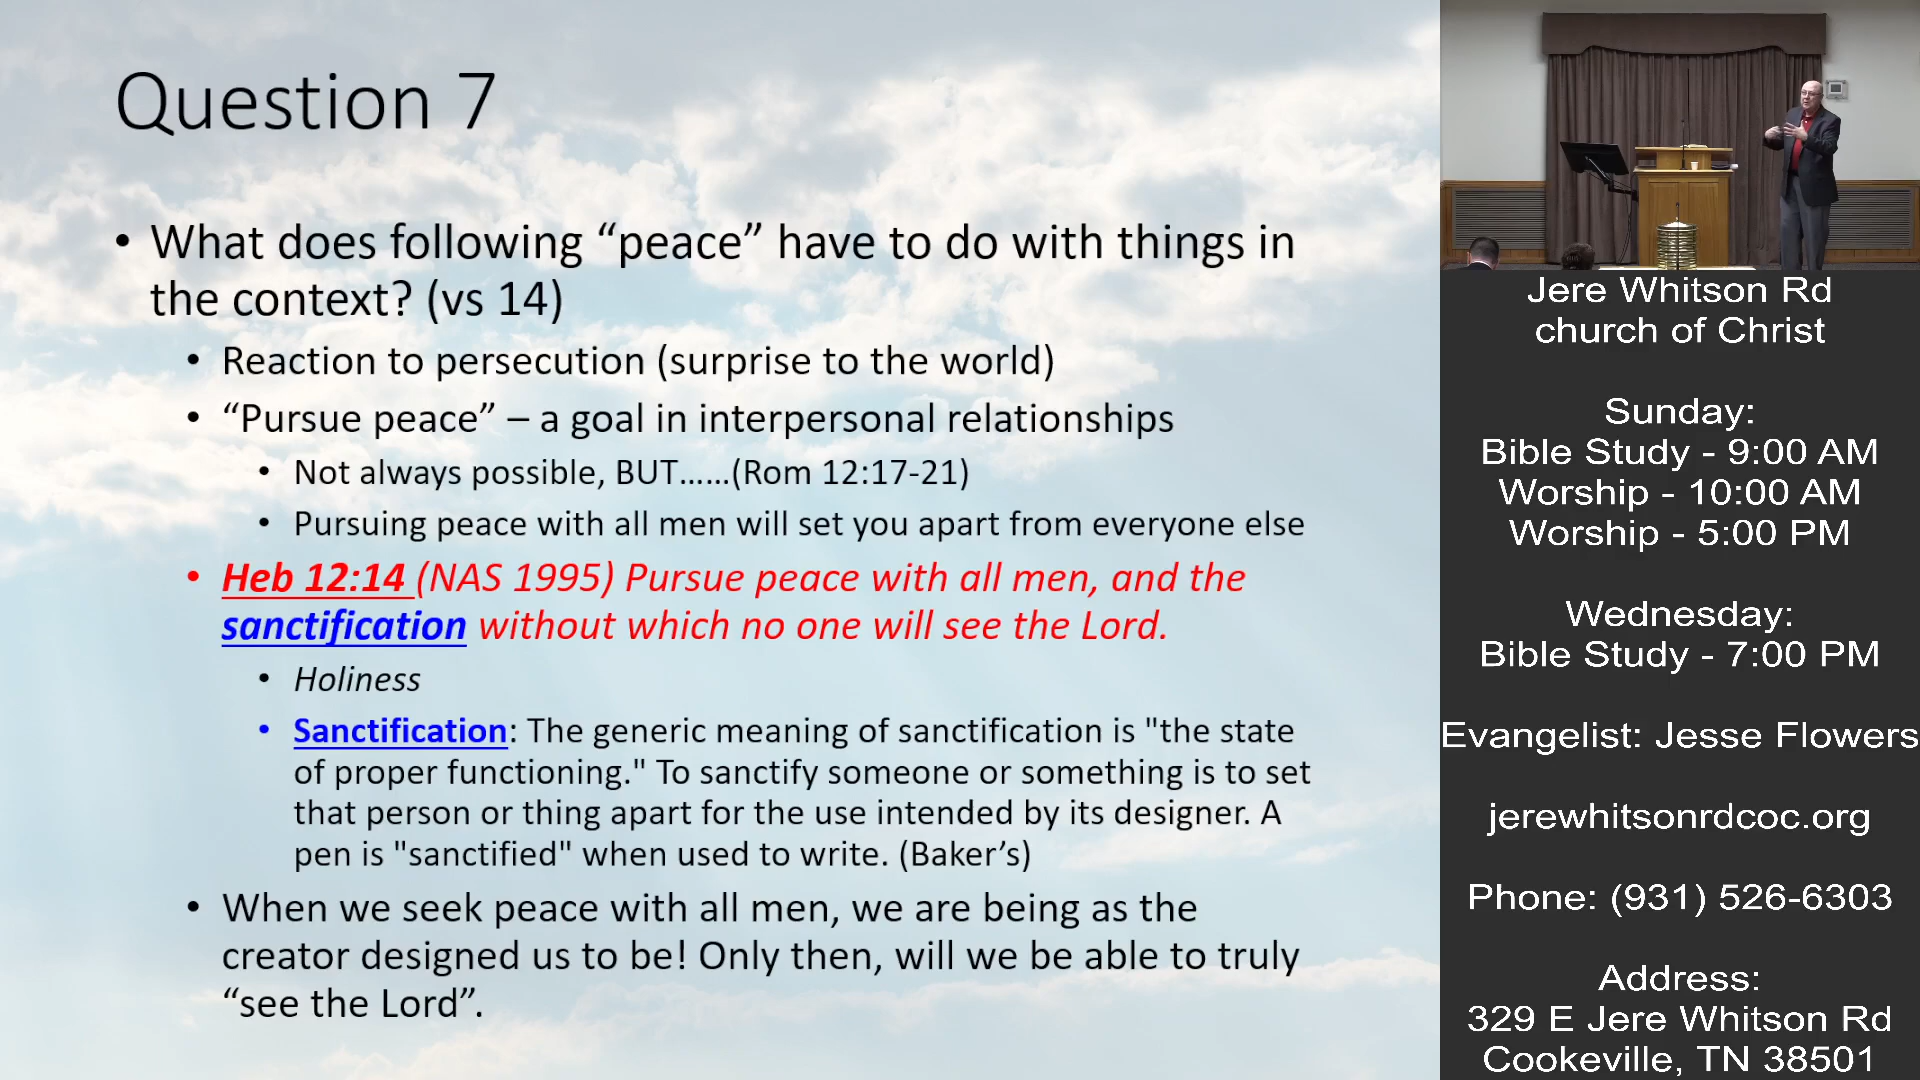 Question 7
• What does following “peace” have to do with things in
the context? (vs 14)
• Reaction to persecution (surprise to the world)
• “Pursue peace” – a goal in interpersonal relationships
• Not always possible, BUT……(Rom 12:17-21)
• Pursuing peace with all men will set you apart from everyone else
• Heb 12:14 (NAS 1995) Pursue peace with all men, and the
sanctification without which no one will see the Lord.
• Holiness
• Sanctification: The generic meaning of sanctification is "the state
of proper functioning." To sanctify someone or something is to set
that person or thing apart for the use intended by its designer. A
pen is "sanctified" when used to write. (Baker’s)
• When we seek peace with all men, we are being as the
creator designed us to be! Only then, will we be able to truly
“see the Lord”.
Jere Whitson Rd
church of Christ
Sunday:
Bible Study - 9:00 AM
Worship - 10:00 AM
Worship - 5:00 PM
Wednesday:
Bible Study - 7:00 PM
Evangelist: Jesse Flowers
jerewhitsonrdcoc.org
Phone: (931) 526-6303
Address:
329 E Jere Whitson Rd
Cookeville, TN 38501